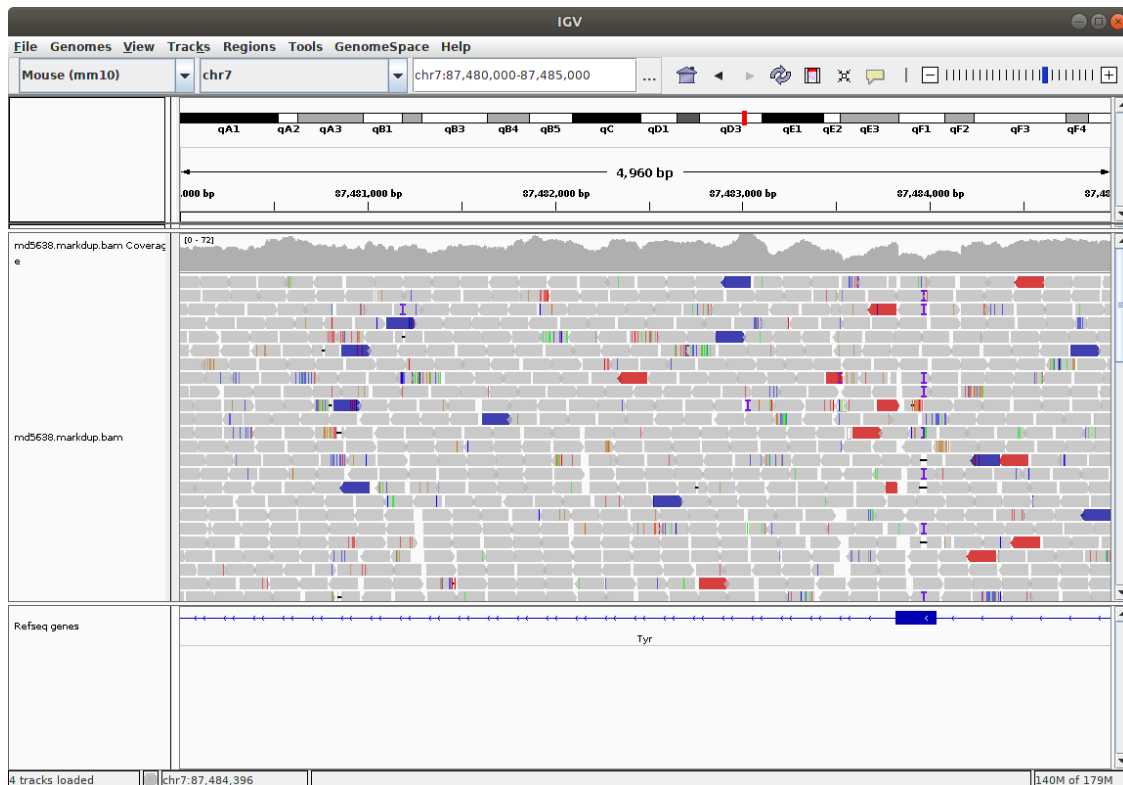 IGV
File Genomes View Tracks Regions Tools GenomeSpace Help
Mouse (mm10) chr7 chr7:87,480,000-87,485,000 ...
qA1 qA2 qA3 qB1 qB3 qB4 qB5 qC qD1 qD3 qE1 qE2 qE3 qF1 qF2 qF3 qF4
4,960 bp
.000 bp 87,481,000 bp 87,482,000 bp 87,483,000 bp 87,484,000 bp 87,48
md5638.markdup.bam Coverag
e
[0 - 72]
md5638.markdup.bam
Refseq genes
Tyr
4 tracks loaded chr7:87,484,396 140M of 179M